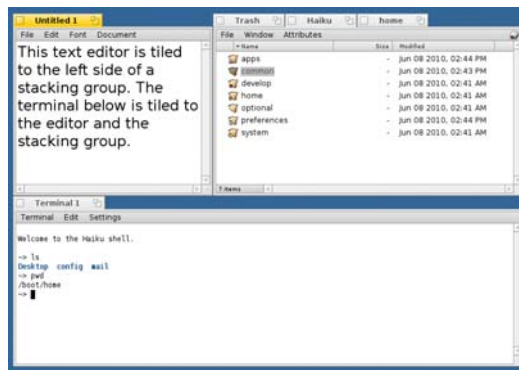 Untitled 1
File Edit Font Document
This text editor is tiled
to the left side of a
stacking group. The
terminal below is tiled to
the editor and the
stacking group.
Trash Haiku home
File Window Attributes
Name Size Modified
apps - Jun 08 2010, 02:44 PM
common - Jun 08 2010, 02:43 PM
develop - Jun 08 2010, 02:41 AM
home - Jun 08 2010, 02:41 AM
optional - Jun 08 2010, 02:41 AM
preferences - Jun 08 2010, 02:44 PM
system - Jun 08 2010, 02:41 AM
7 items
Terminal 1
Terminal Edit Settings
Welcome to the Haiku shell.
~> ls
Desktop config mail
~> pwd
/boot/home
~>